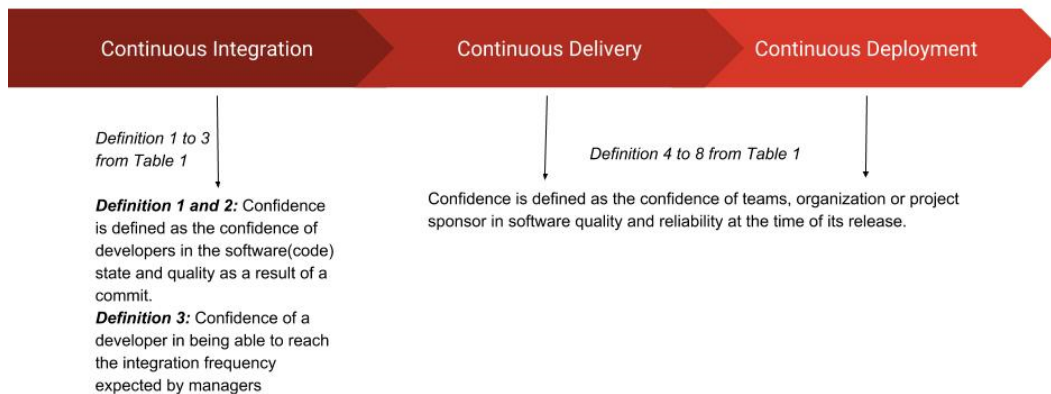 Continuous Integration
Continuous Delivery
Continuous Deployment
Definition 1 to 3
from Table 1
Definition 4 to 8 from Table 1
Definition 1 and 2: Confidence
is defined as the confidence of
developers in the software(code)
state and quality as a result of a
commit.
Definition 3: Confidence of a
developer in being able to reach
the integration frequency
expected by managers
Confidence is defined as the confidence of teams, organization or project
sponsor in software quality and reliability at the time of its release.